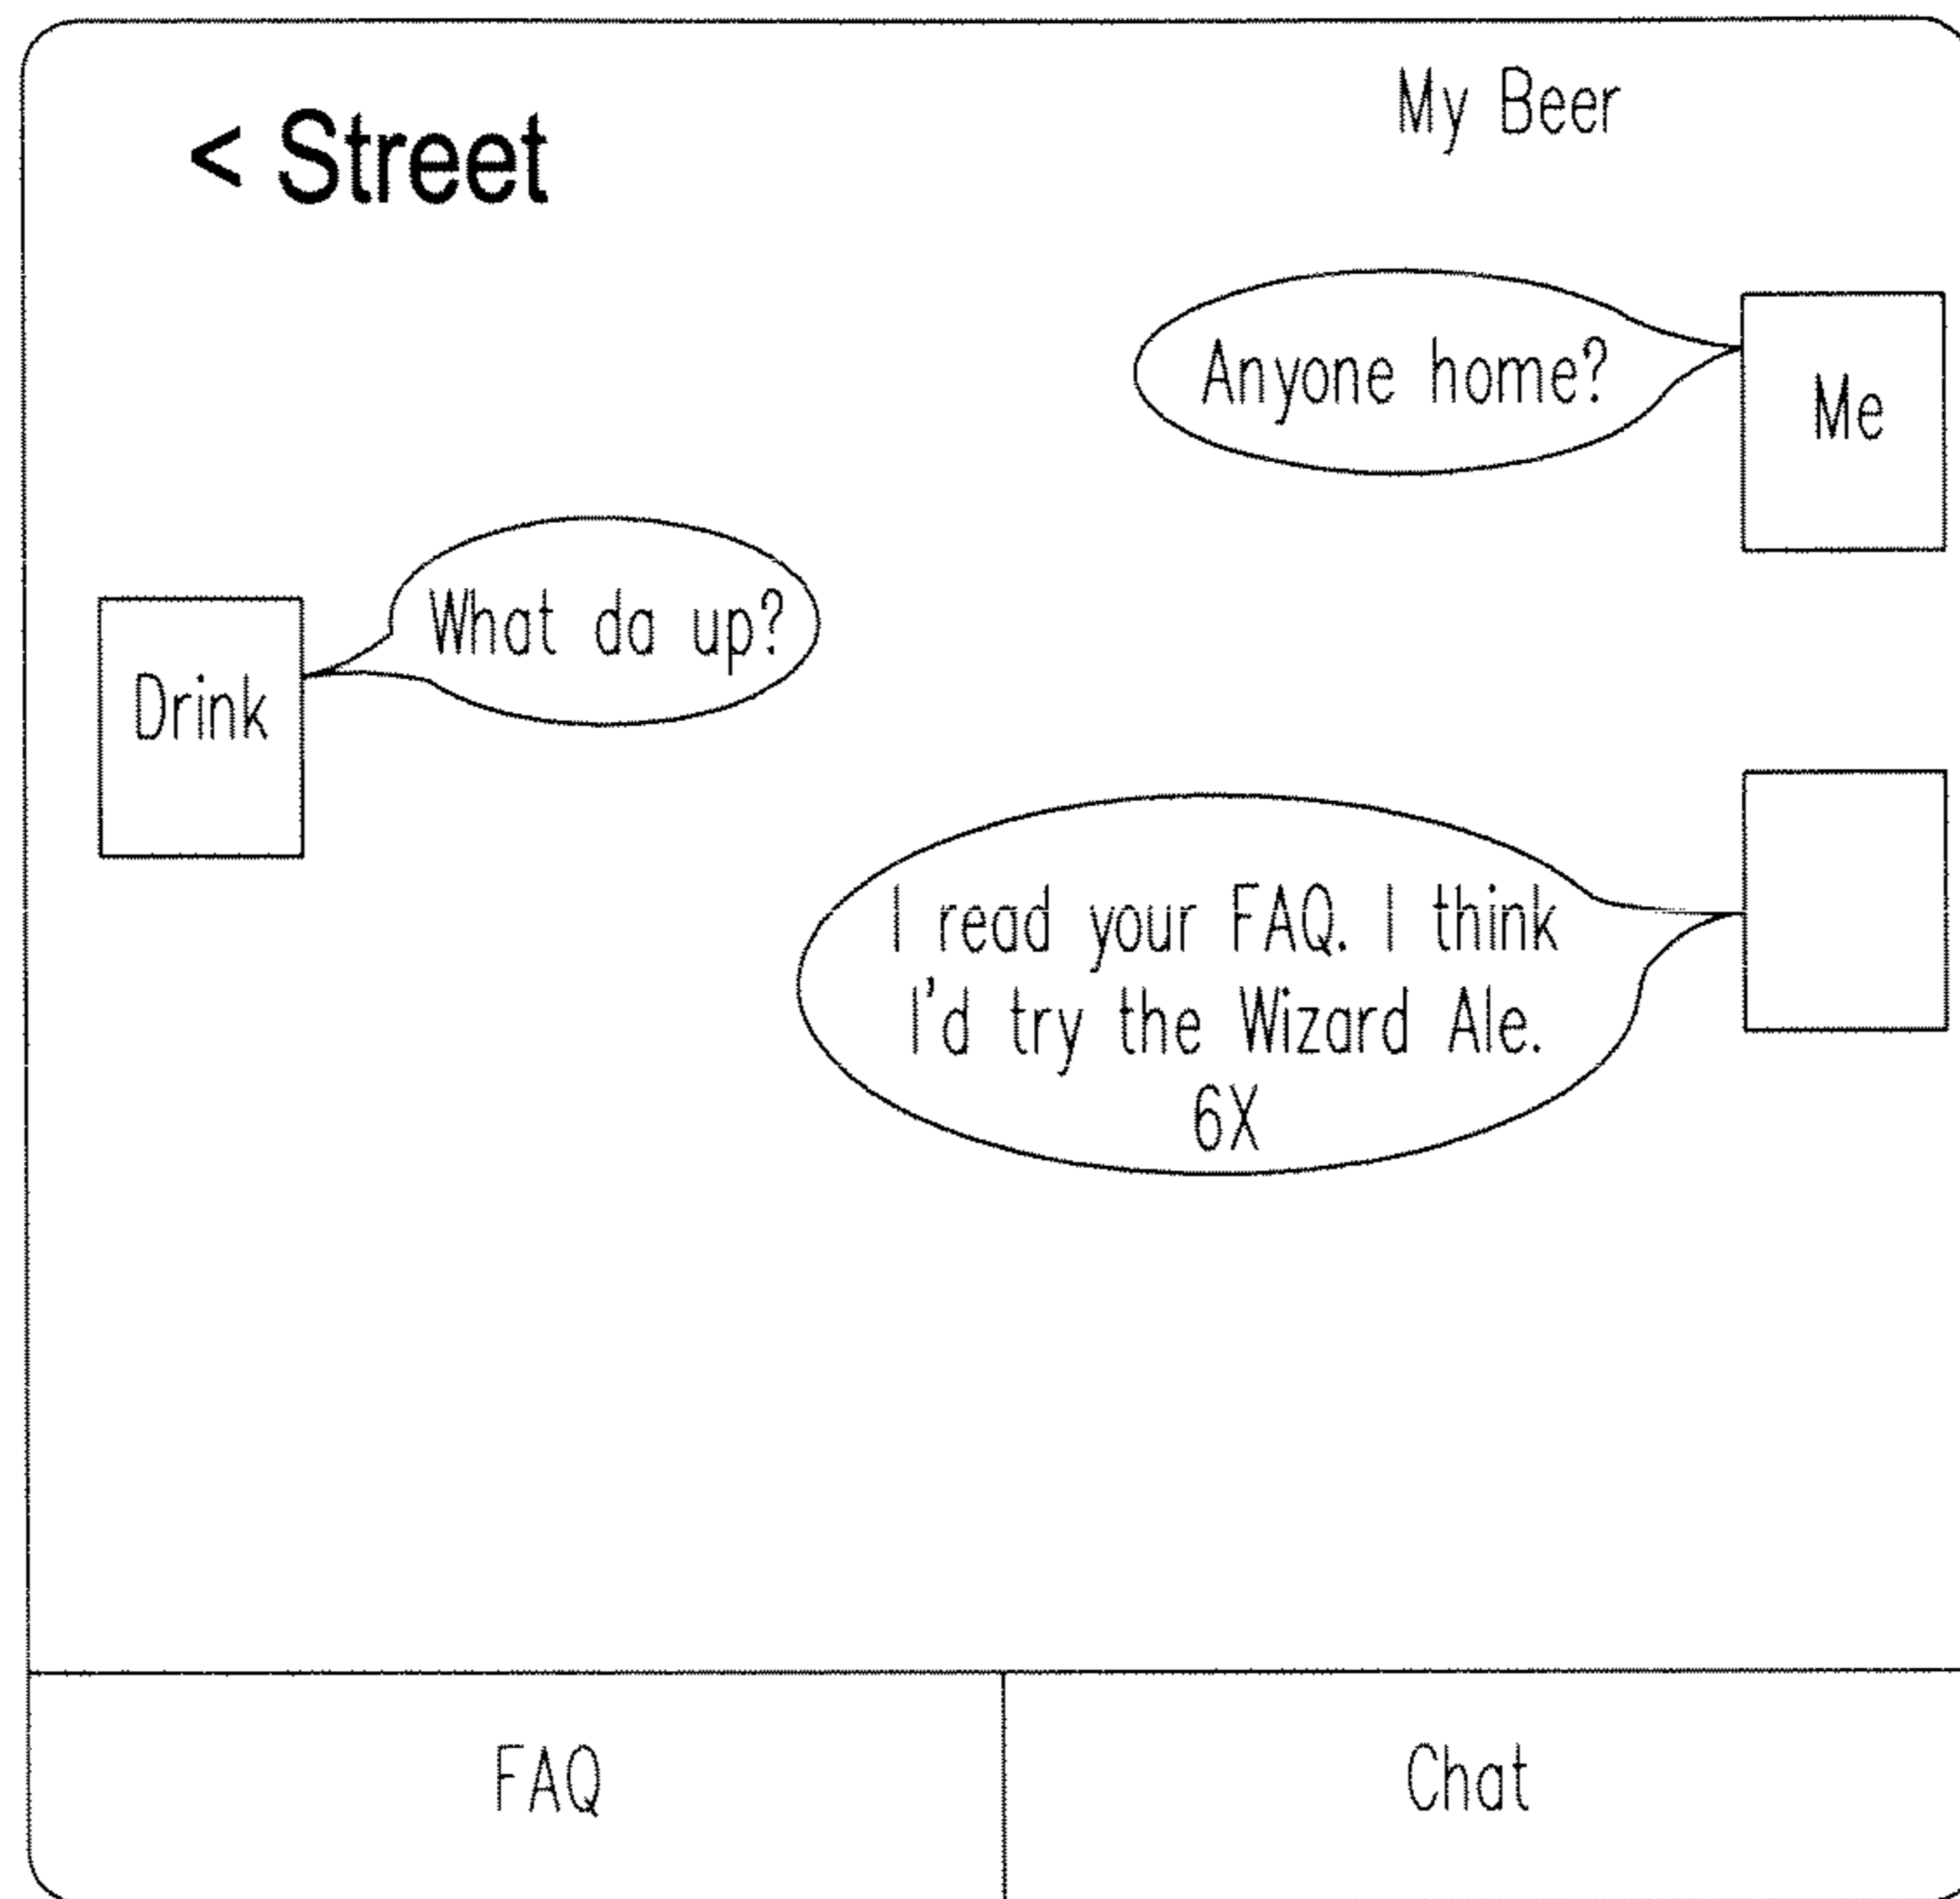 < Street
My Beer
Anyone home?
Me
What da up?
Drink
I read your FAQ. I think
I'd try the Wizard Ale.
6X
FAQ
Chat